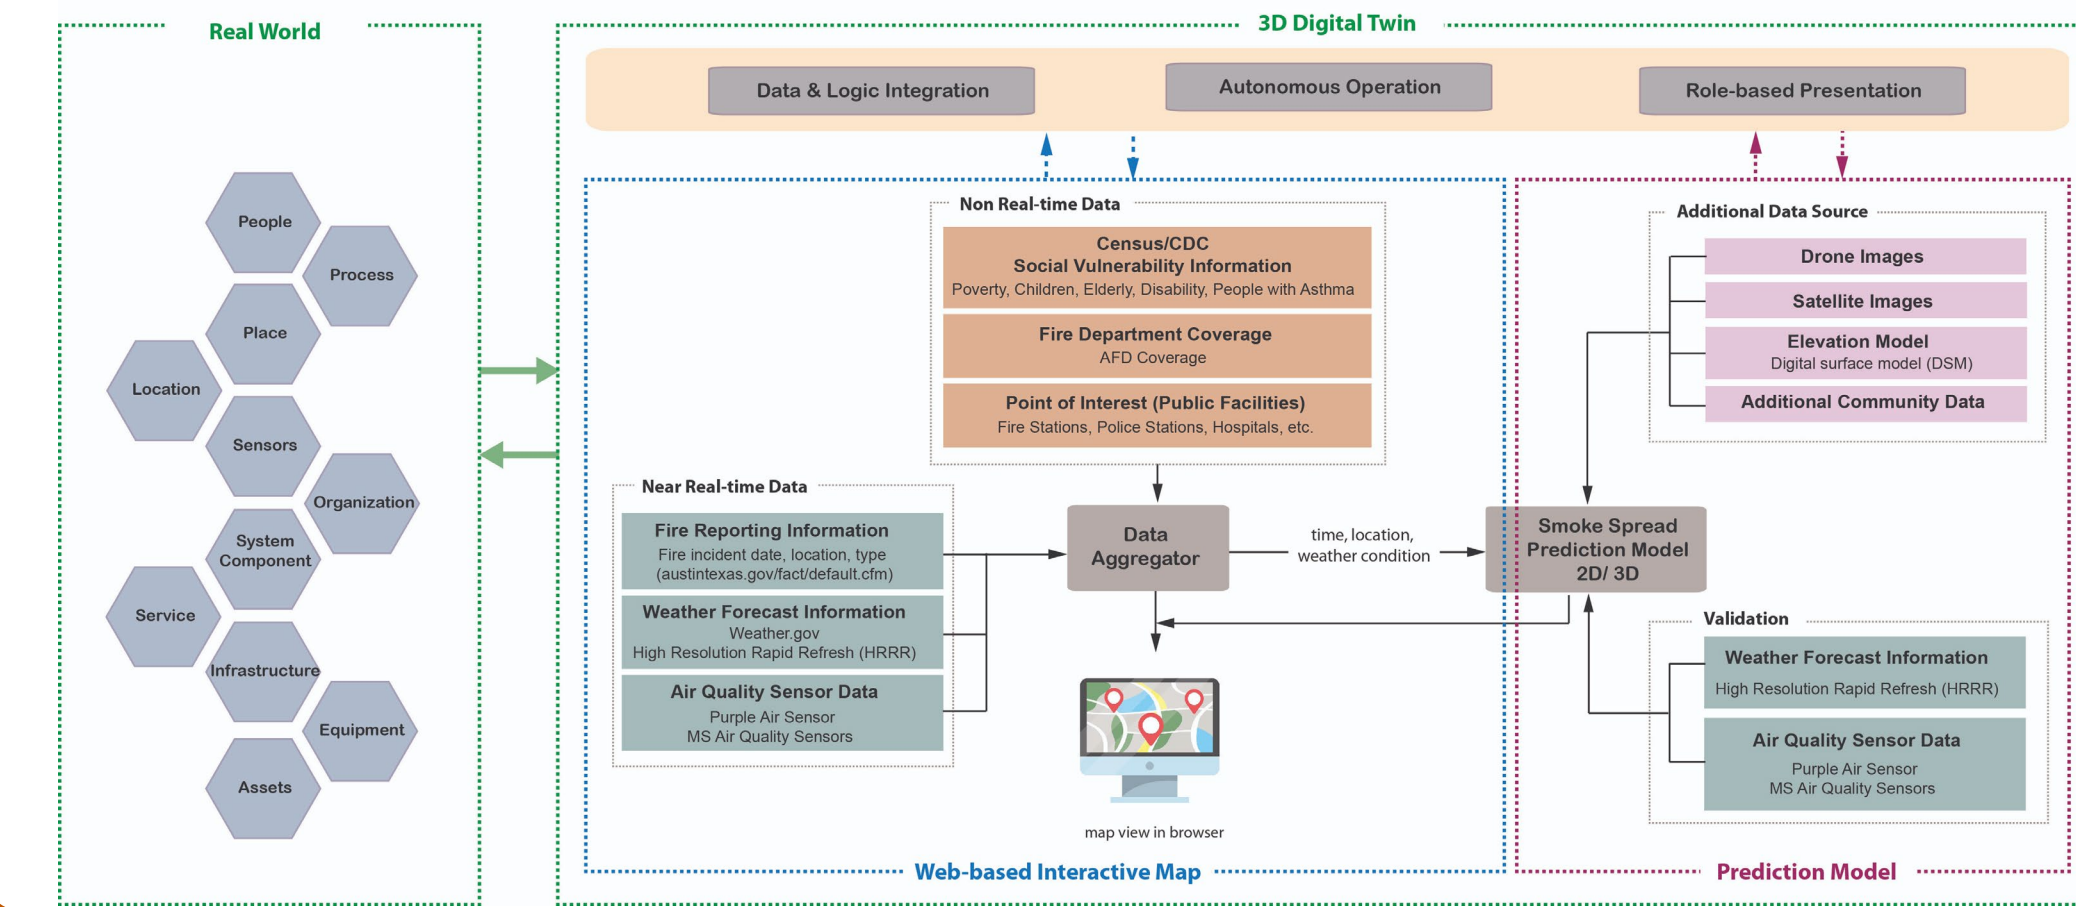 Real World
People
Process
Place
Location
Sensors
Organization
System
Component
Service
Infrastructure
Equipment
Assets
3D Digital Twin
Data & Logic Integration
Autonomous Operation
Role-based Presentation
Non Real-time Data
Census/CDC
Social Vulnerability Information
Poverty, Children, Elderly, Disability, People with Asthma
Fire Department Coverage
AFD Coverage
Point of Interest (Public Facilities)
Fire Stations, Police Stations, Hospitals, etc.
Near Real-time Data
Fire Reporting Information
Fire incident date, location, type
(austintexas.gov/fact/default.cfm)
Weather Forecast Information
Weather.gov
High Resolution Rapid Refresh (HRRR)
Air Quality Sensor Data
Purple Air Sensor
MS Air Quality Sensors
Data
Aggregator
time, location,
weather condition
map view in browser
Web-based Interactive Map
Additional Data Source
Drone Images
Satellite Images
Elevation Model
Digital surface model (DSM)
Additional Community Data
Smoke Spread
Prediction Model
2D/ 3D
Validation
Weather Forecast Information
High Resolution Rapid Refresh (HRRR)
Air Quality Sensor Data
Purple Air Sensor
MS Air Quality Sensors
Prediction Model